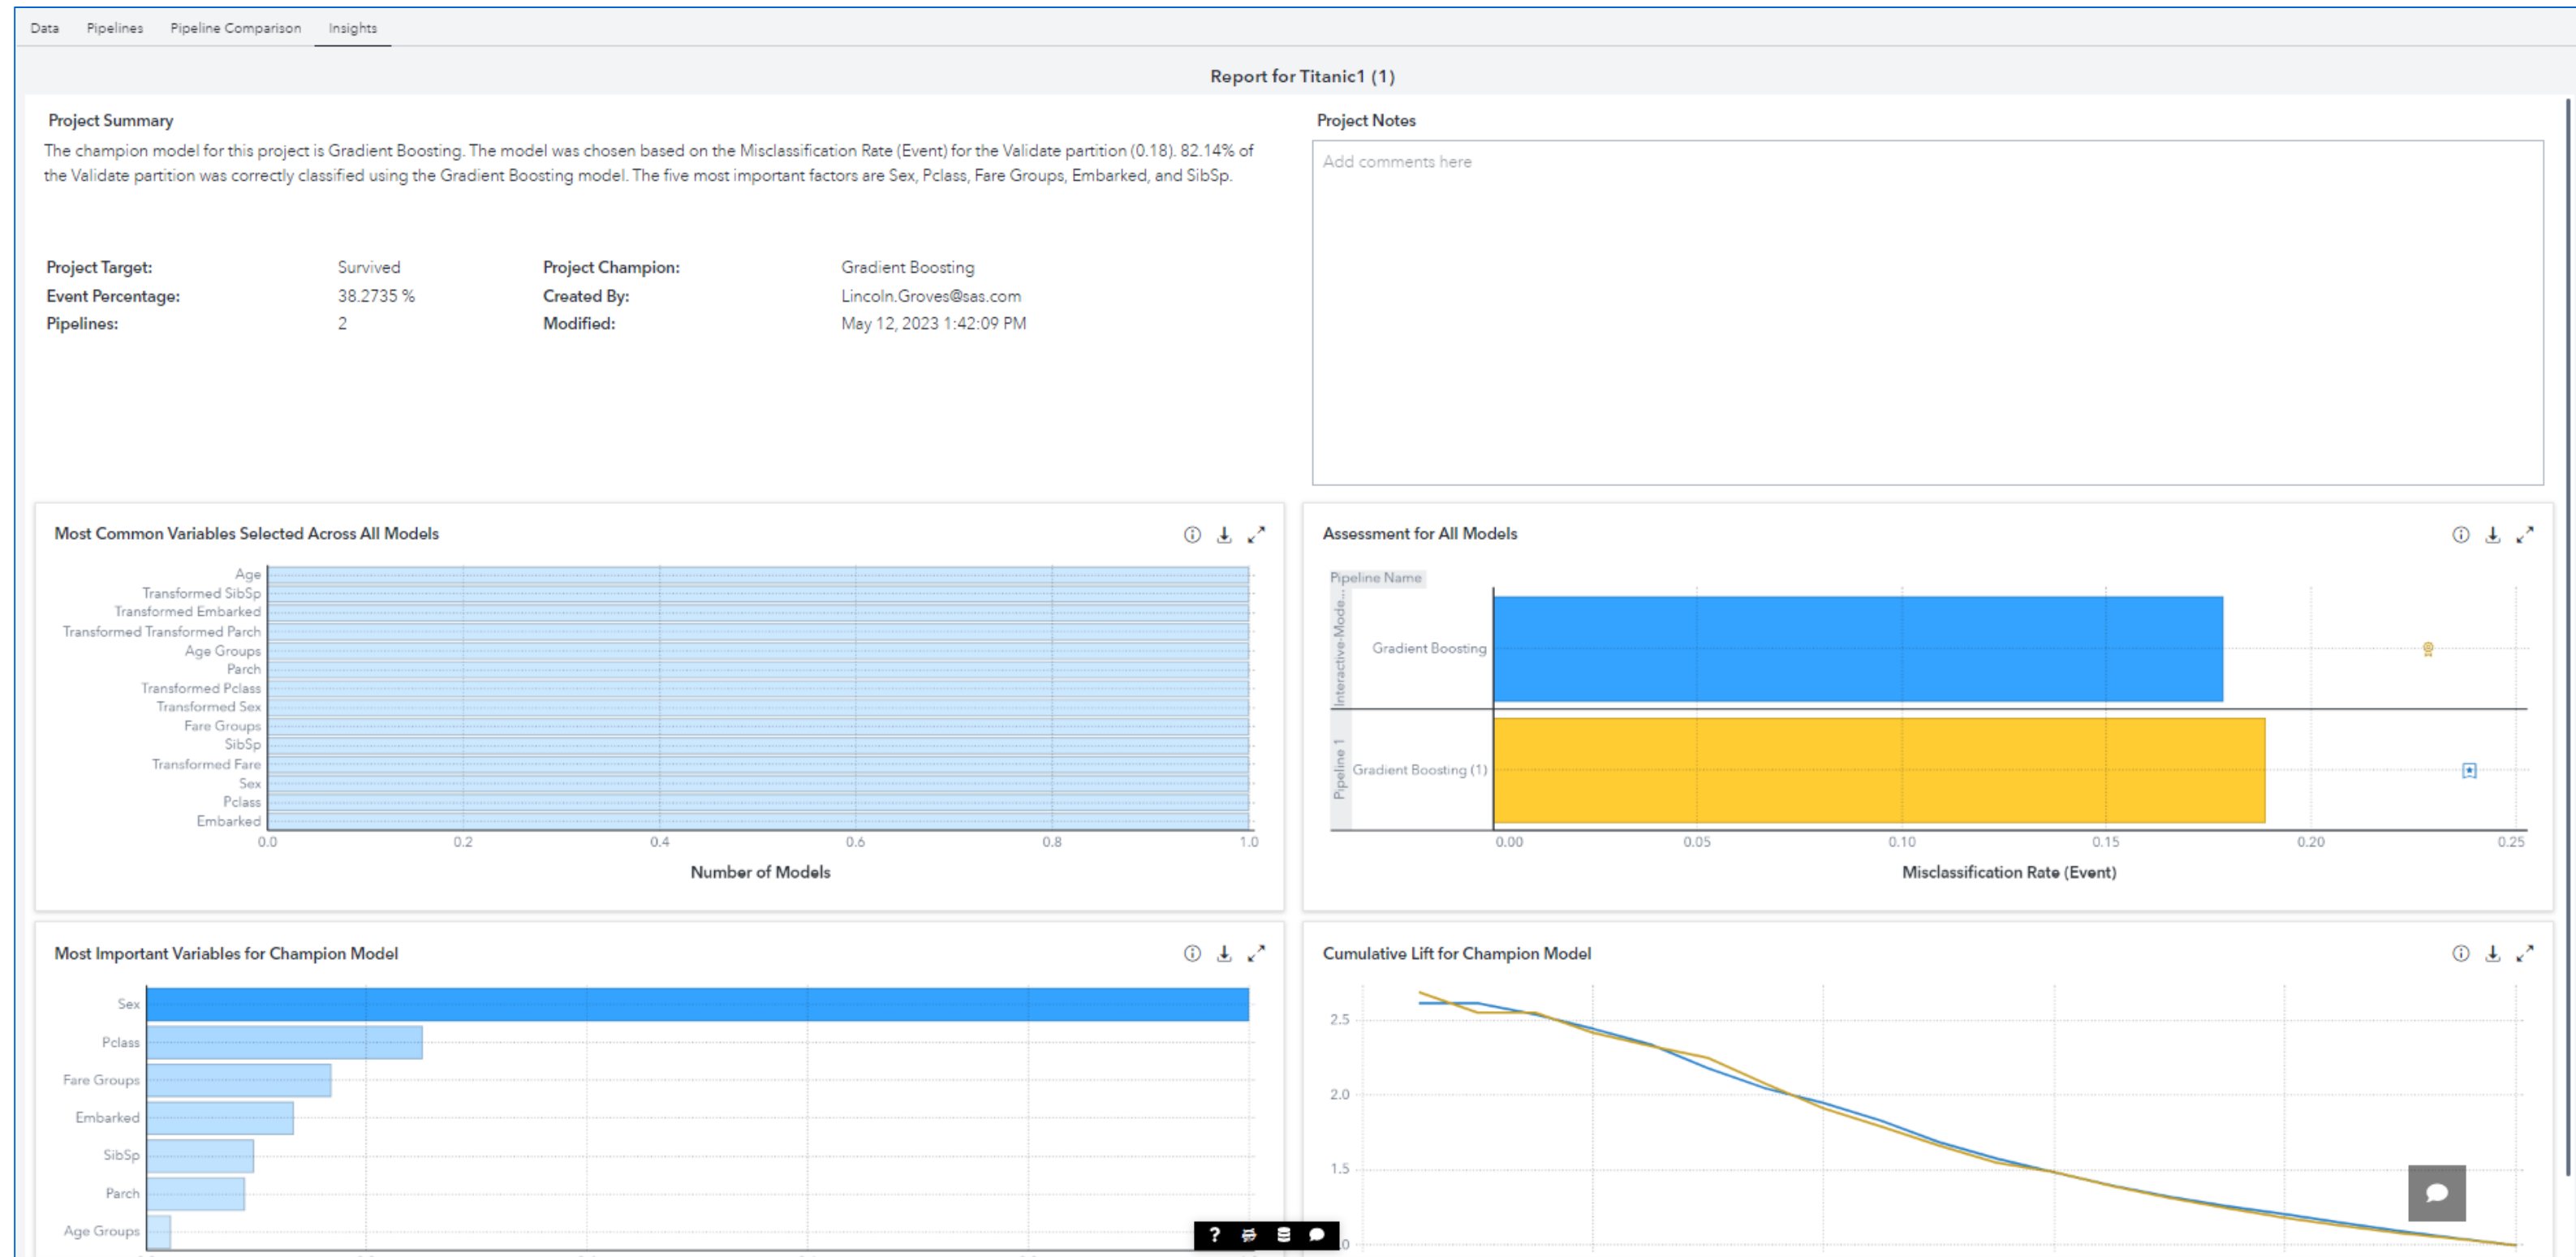 Data Pipelines Pipeline Comparison Insights
Report for Titanic1 (1)
Project Summary
The champion model for this project is Gradient Boosting. The model was chosen based on the Misclassification Rate (Event) for the Validate partition (0.18). 82.14% of
the Validate partition was correctly classified using the Gradient Boosting model. The five most important factors are Sex, Pclass, Fare Groups, Embarked, and SibSp.
Project Target: Survived Project Champion: Gradient Boosting
Event Percentage: 38.2735 % Created By: Lincoln.Groves@sas.com
Pipelines: 2 Modified: May 12, 2023 1:42:09 PM
Project Notes
Add comments here
Most Common Variables Selected Across All Models
Age
Transformed SibSp
Transformed Embarked
Transformed Transformed Parch
Age Groups
Parch
Transformed Pclass
Transformed Sex
Fare Groups
SibSp
Transformed Fare
Sex
Pclass
Embarked
0.0 0.2 0.4 0.6 0.8 1.0
Number of Models
Assessment for All Models
Pipeline Name
Interactive-Mode...
Gradient Boosting
Pipeline 1
Gradient Boosting (1)
0.00 0.05 0.10 0.15 0.20 0.25
Misclassification Rate (Event)
Most Important Variables for Champion Model
Sex
Pclass
Fare Groups
Embarked
SibSp
Parch
Age Groups
Cumulative Lift for Champion Model
2.5
2.0
1.5
?